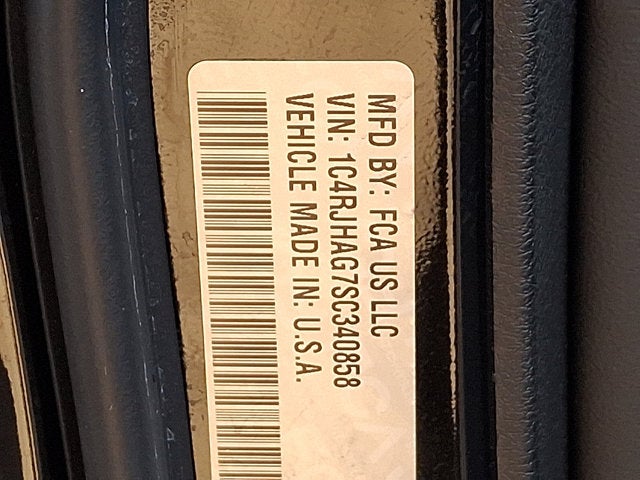 MFD BY: FCA US LLC
VIN: 1C4RJHAG7SC340858
VEHICLE MADE IN: U.S.A.